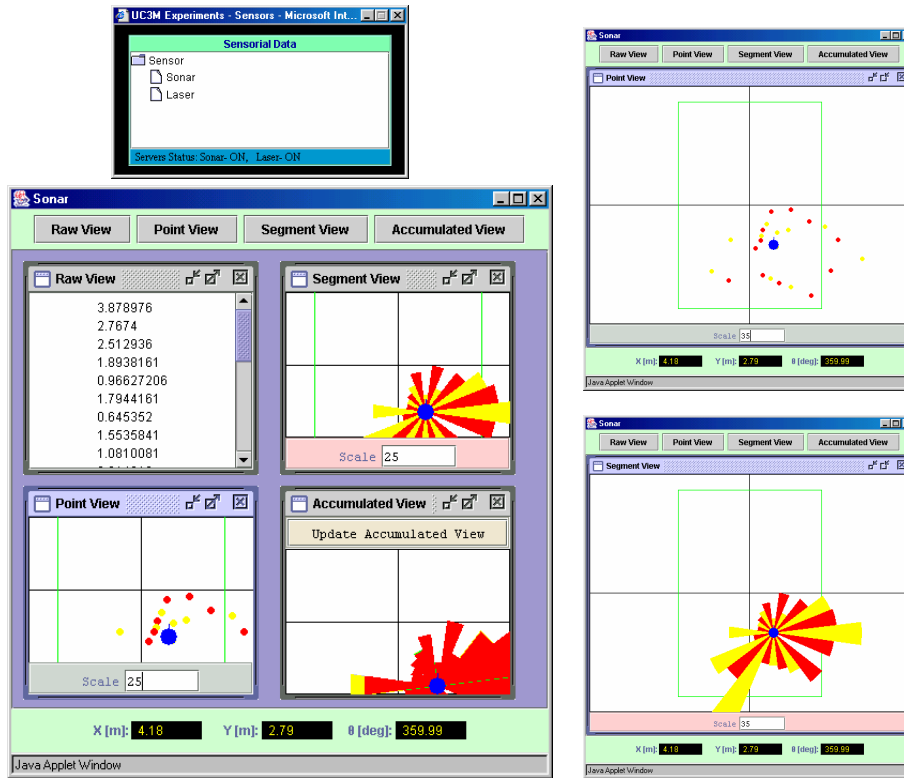 UC3M Experiments - Sensors - Microsoft Int...
Sensorial Data
Sensor
Sonar
Laser
Servers Status: Sonar- ON, Laser- ON
Sonar
Raw View Point View Segment View Accumulated View
Raw View
3.878976
2.7674
2.512936
1.8938161
0.96627206
1.7944161
0.645352
1.5535841
1.0810081
Segment View
Scale 25
Point View
Scale 25
Accumulated View
Update Accumulated View
X [m]: 4.18 Y [m]: 2.79 θ [deg]: 359.99
Java Applet Window
Sonar
Raw View Point View Segment View Accumulated View
Point View
Scale 35
X [m]: 4.18 Y [m]: 2.79 θ [deg]: 359.99
Java Applet Window
Sonar
Raw View Point View Segment View Accumulated View
Segment View
Scale 35
X [m]: 4.18 Y [m]: 2.79 θ [deg]: 359.99
Java Applet Window